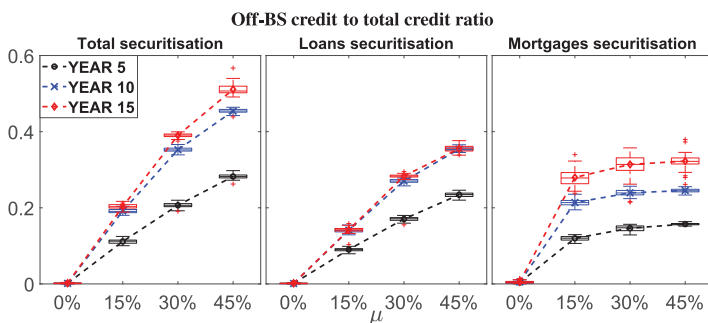 Off-BS credit to total credit ratio
Total securitisation Loans securitisation Mortgages securitisation
0.6
YEAR 5
YEAR 10
YEAR 15
0.4
0.2
0
0% 15% 30% 45% 0% 15% 30% 45% 0% 15% 30% 45%
μ